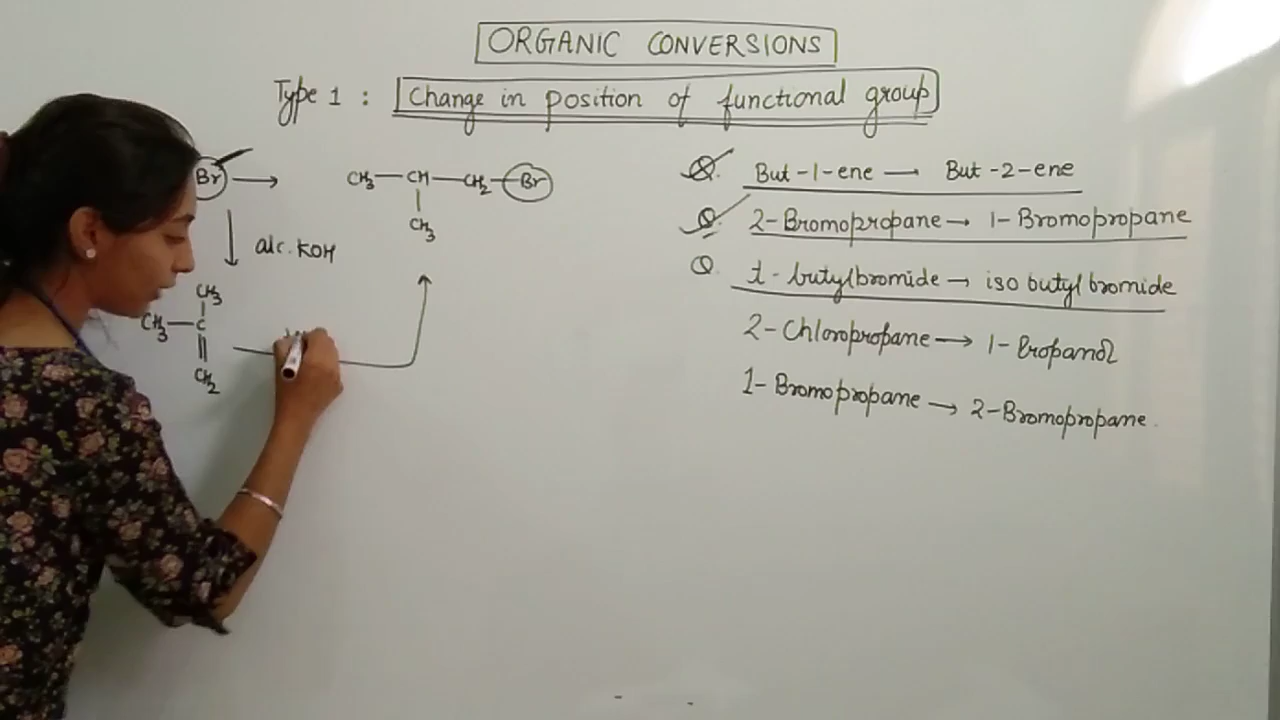 ORGANIC CONVERSIONS
Type 1 : Change in position of functional group
Br → CH3—CH—CH2—Br
CH3
alc. KOH
CH3
CH3—C
CH2
Q. But-1-ene → But-2-ene
Q. 2-Bromopropane → 1-Bromopropane
Q t-butylbromide → iso butyl bromide
2-Chloropropane → 1-Propanol
1-Bromopropane → 2-Bromopropane.